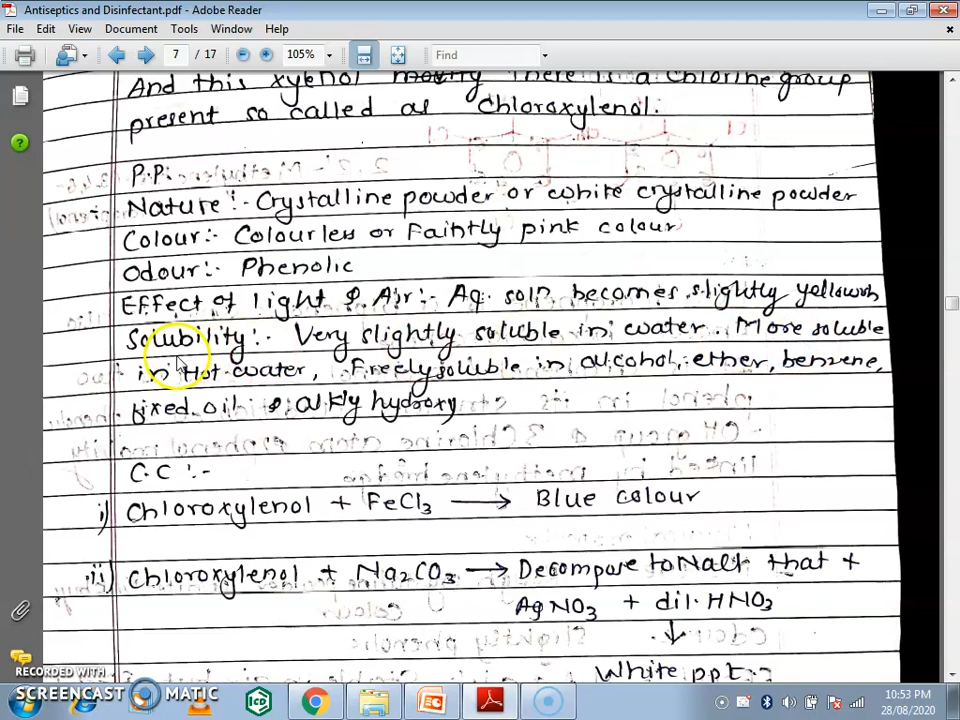 Antiseptics and Disinfectant.pdf - Adobe Reader
File Edit View Document Tools Window Help
7 / 17 105% Find
And this xylenol There is a Chlorine group
present so called as Chloroxylenol.
P.P:
Nature :- Crystalline powder or white crystalline powder
Colour:- Colourless or Faintly pink colour
Odour:- Phenolic
Effect of light & Air:- Aq. soln becomes slightly yellowish
Solubility:- Very slightly soluble in water. More soluble
in Hot water, Freely soluble in alcohol, ether, benzene,
fixed oil & alkly hydroxy
C.C :-
i) Chloroxylenol + FeCl3 → Blue colour
ii) Chloroxylenol + Na2CO3 → Decompose to that +
AgNO3 + dil. HNO3
↓
White ppt
RECORDED WITH
SCREENCAST MATIC
10:53 PM
28/08/2020